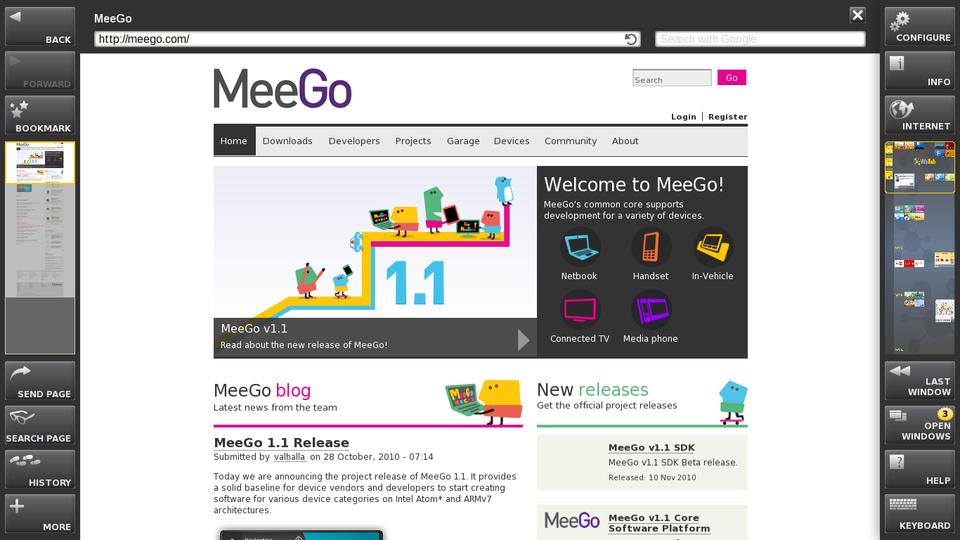 MeeGo
http://meego.com/
Search with Google
BACK
FORWARD
BOOKMARK
SEND PAGE
SEARCH PAGE
HISTORY
MORE
MeeGo
Search
Go
Login | Register
Home Downloads Developers Projects Garage Devices Community About
1.1
MeeGo v1.1
Read about the new release of MeeGo!
Welcome to MeeGo!
MeeGo's common core supports
development for a variety of devices.
Netbook Handset In-Vehicle
Connected TV Media phone
MeeGo blog
Latest news from the team
MeeGo 1.1 Release
Submitted by valhalla on 28 October, 2010 - 07:14
Today we are announcing the project release of MeeGo 1.1. It provides
a solid baseline for device vendors and developers to start creating
software for various device categories on Intel Atom* and ARMv7
architectures.
New releases
Get the official project releases
MeeGo v1.1 SDK
MeeGo v1.1 SDK Beta release.
Released: 10 Nov 2010
MeeGo
MeeGo v1.1 Core
Software Platform
CONFIGURE
INFO
INTERNET
LAST
WINDOW
3
OPEN
WINDOWS
HELP
KEYBOARD